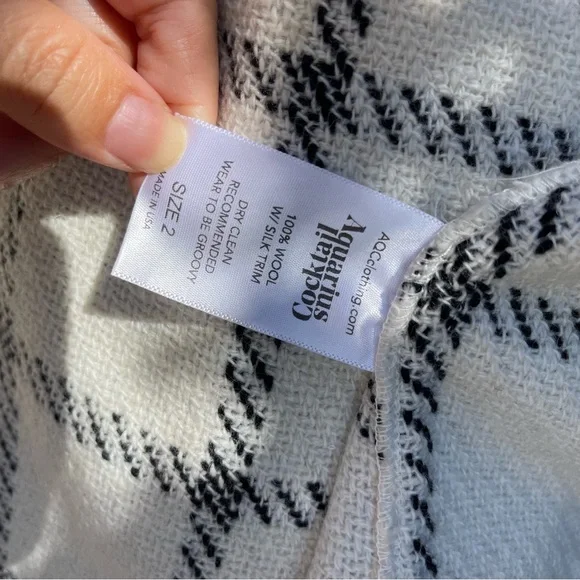 AQCclothing.com
Aquarius
Cocktail
100% WOOL
W/ SILK TRIM
DRY CLEAN
RECOMMENDED
WEAR TO BE GROOVY
SIZE 2
MADE IN USA